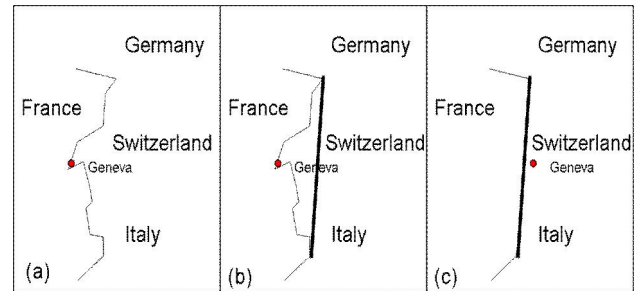 Germany
France
Switzerland
Geneva
Italy
(a)
Germany
France
Switzerland
Geneva
Italy
(b)
Germany
France
Switzerland
Geneva
Italy
(c)